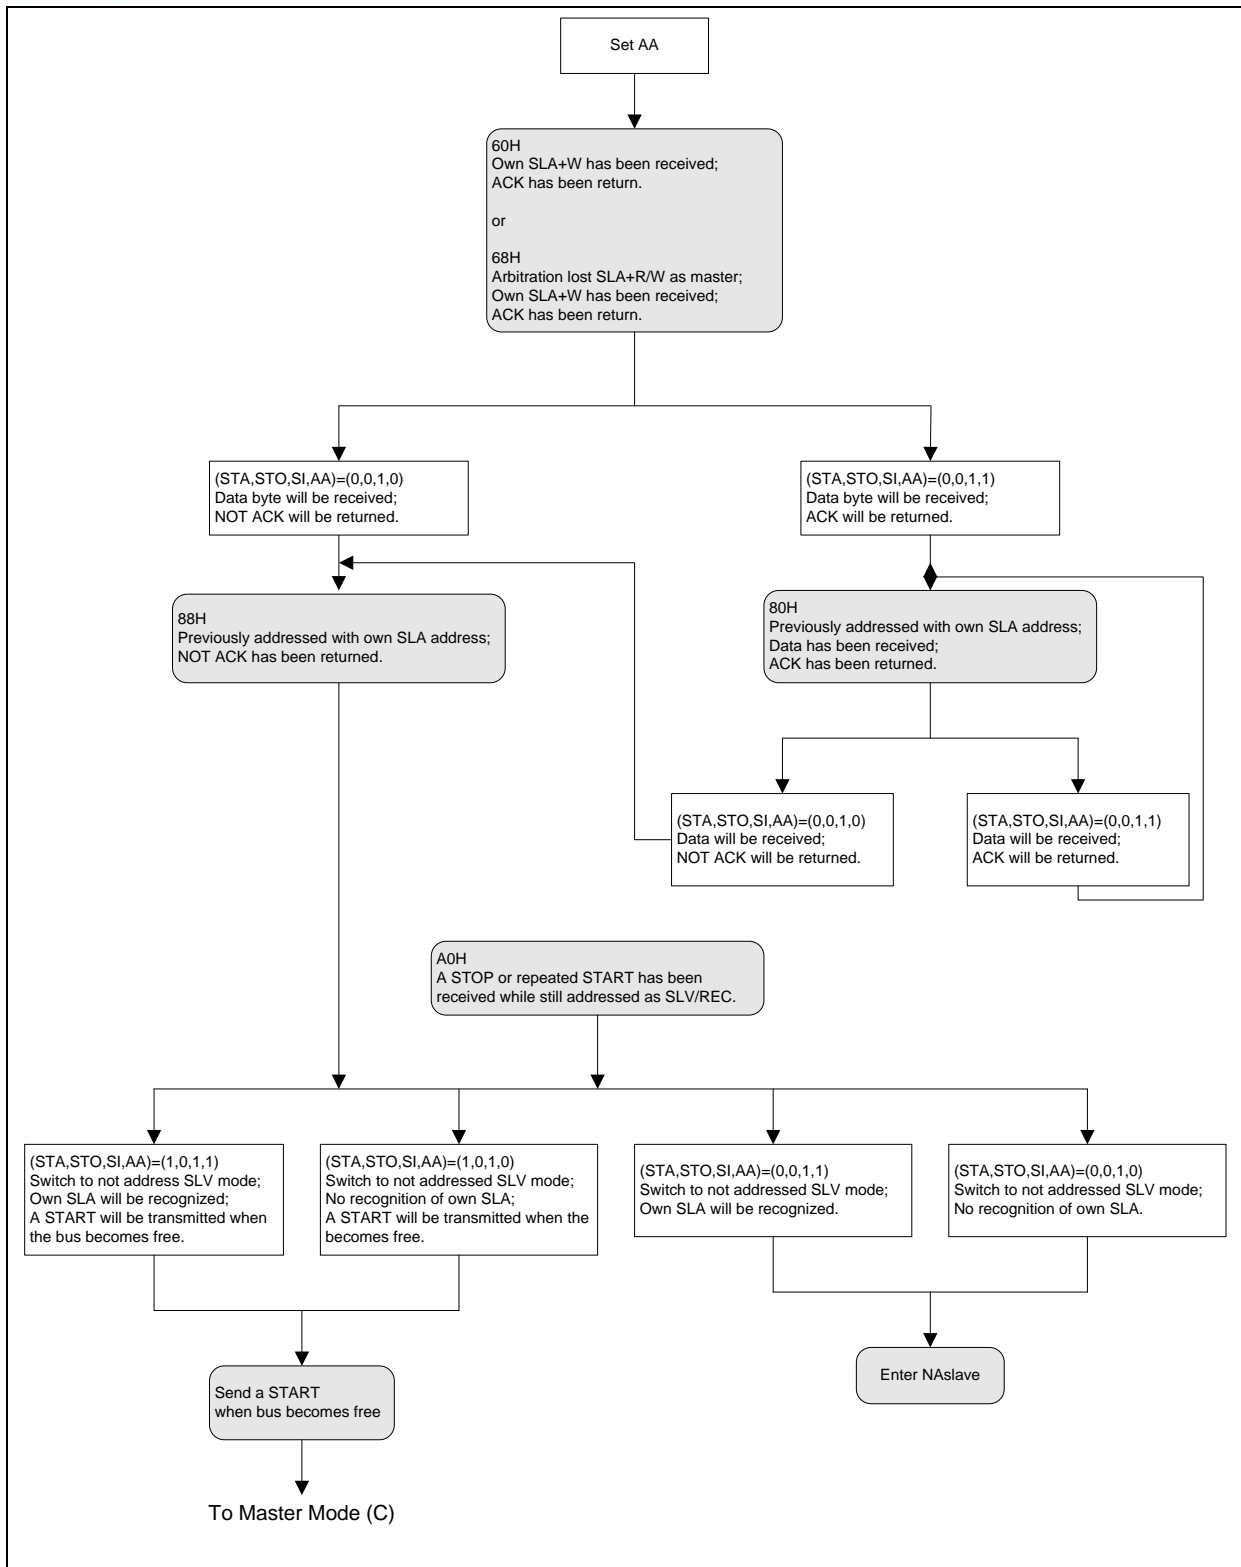 Set AA
60H
Own SLA+W has been received;
ACK has been return.
or
68H
Arbitration lost SLA+R/W as master;
Own SLA+W has been received;
ACK has been return.
(STA,STO,SI,AA)=(0,0,1,0)
Data byte will be received;
NOT ACK will be returned.
(STA,STO,SI,AA)=(0,0,1,1)
Data byte will be received;
ACK will be returned.
88H
Previously addressed with own SLA address;
NOT ACK has been returned.
80H
Previously addressed with own SLA address;
Data has been received;
ACK has been returned.
(STA,STO,SI,AA)=(0,0,1,0)
Data will be received;
NOT ACK will be returned.
(STA,STO,SI,AA)=(0,0,1,1)
Data will be received;
ACK will be returned.
A0H
A STOP or repeated START has been
received while still addressed as SLV/REC.
(STA,STO,SI,AA)=(1,0,1,1)
Switch to not address SLV mode;
Own SLA will be recognized;
A START will be transmitted when
the bus becomes free.
(STA,STO,SI,AA)=(1,0,1,0)
Switch to not addressed SLV mode;
No recognition of own SLA;
A START will be transmitted when the
becomes free.
(STA,STO,SI,AA)=(0,0,1,1)
Switch to not addressed SLV mode;
Own SLA will be recognized.
(STA,STO,SI,AA)=(0,0,1,0)
Switch to not addressed SLV mode;
No recognition of own SLA.
Send a START
when bus becomes free
Enter NAslave
To Master Mode (C)